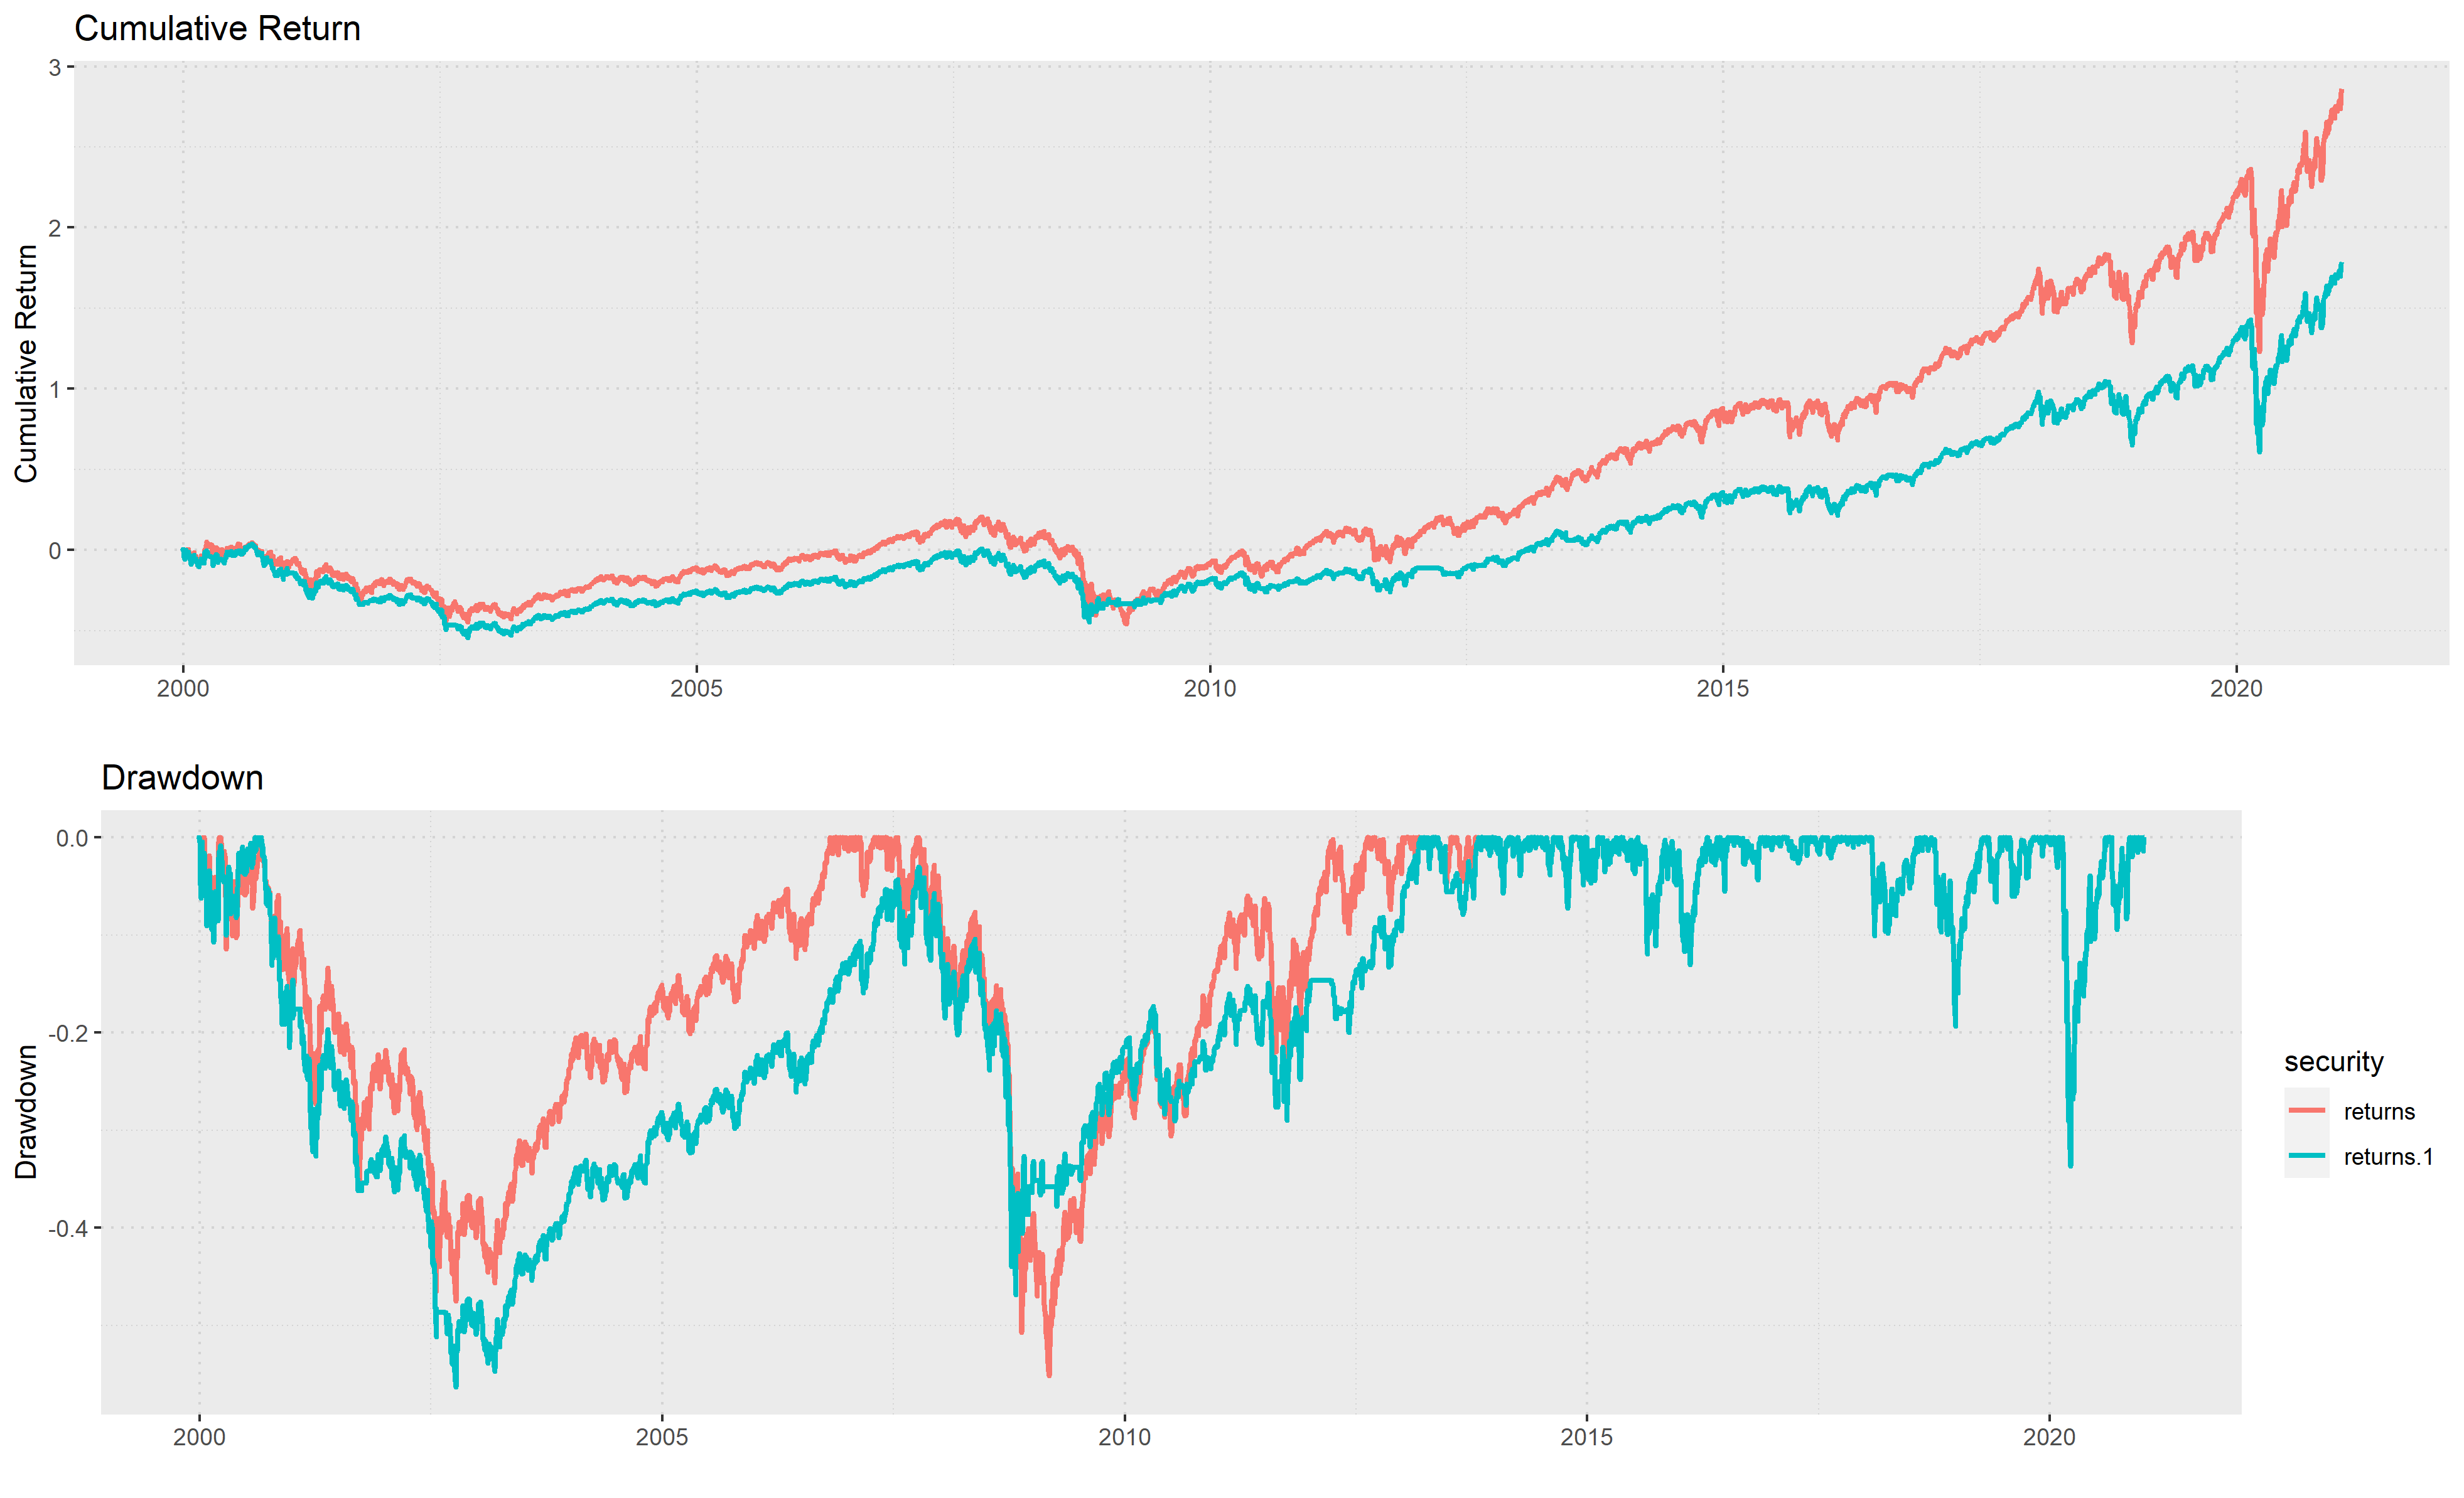 Cumulative Return
Cumulative Return
3
2
1
0
2000 2005 2010 2015 2020
Drawdown
Drawdown
0.0
-0.2
-0.4
2000 2005 2010 2015 2020
security
returns
returns.1